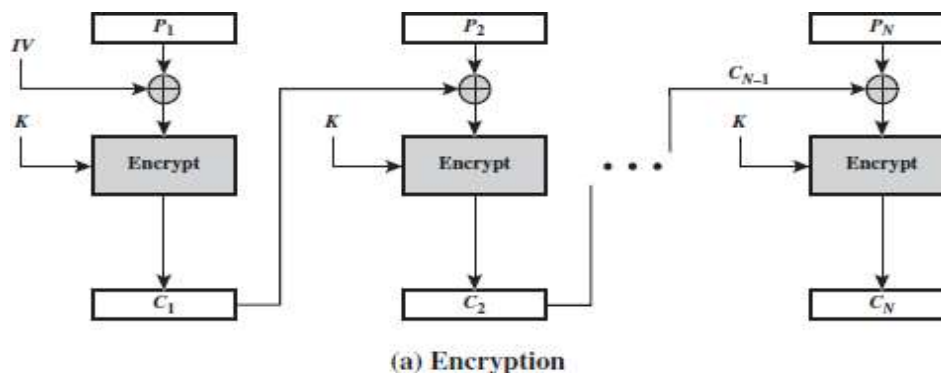 P1 P2 PN
IV
CN–1
K K K
Encrypt Encrypt Encrypt
• • •
C1 C2 CN
(a) Encryption